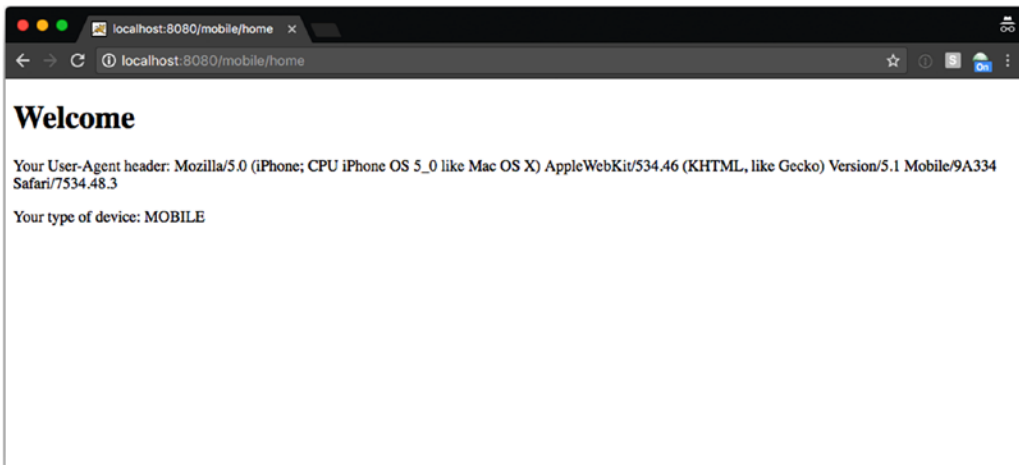 localhost:8080/mobile/home
localhost:8080/mobile/home
S
On
Welcome
Your User-Agent header: Mozilla/5.0 (iPhone; CPU iPhone OS 5_0 like Mac OS X) AppleWebKit/534.46 (KHTML, like Gecko) Version/5.1 Mobile/9A334
Safari/7534.48.3
Your type of device: MOBILE